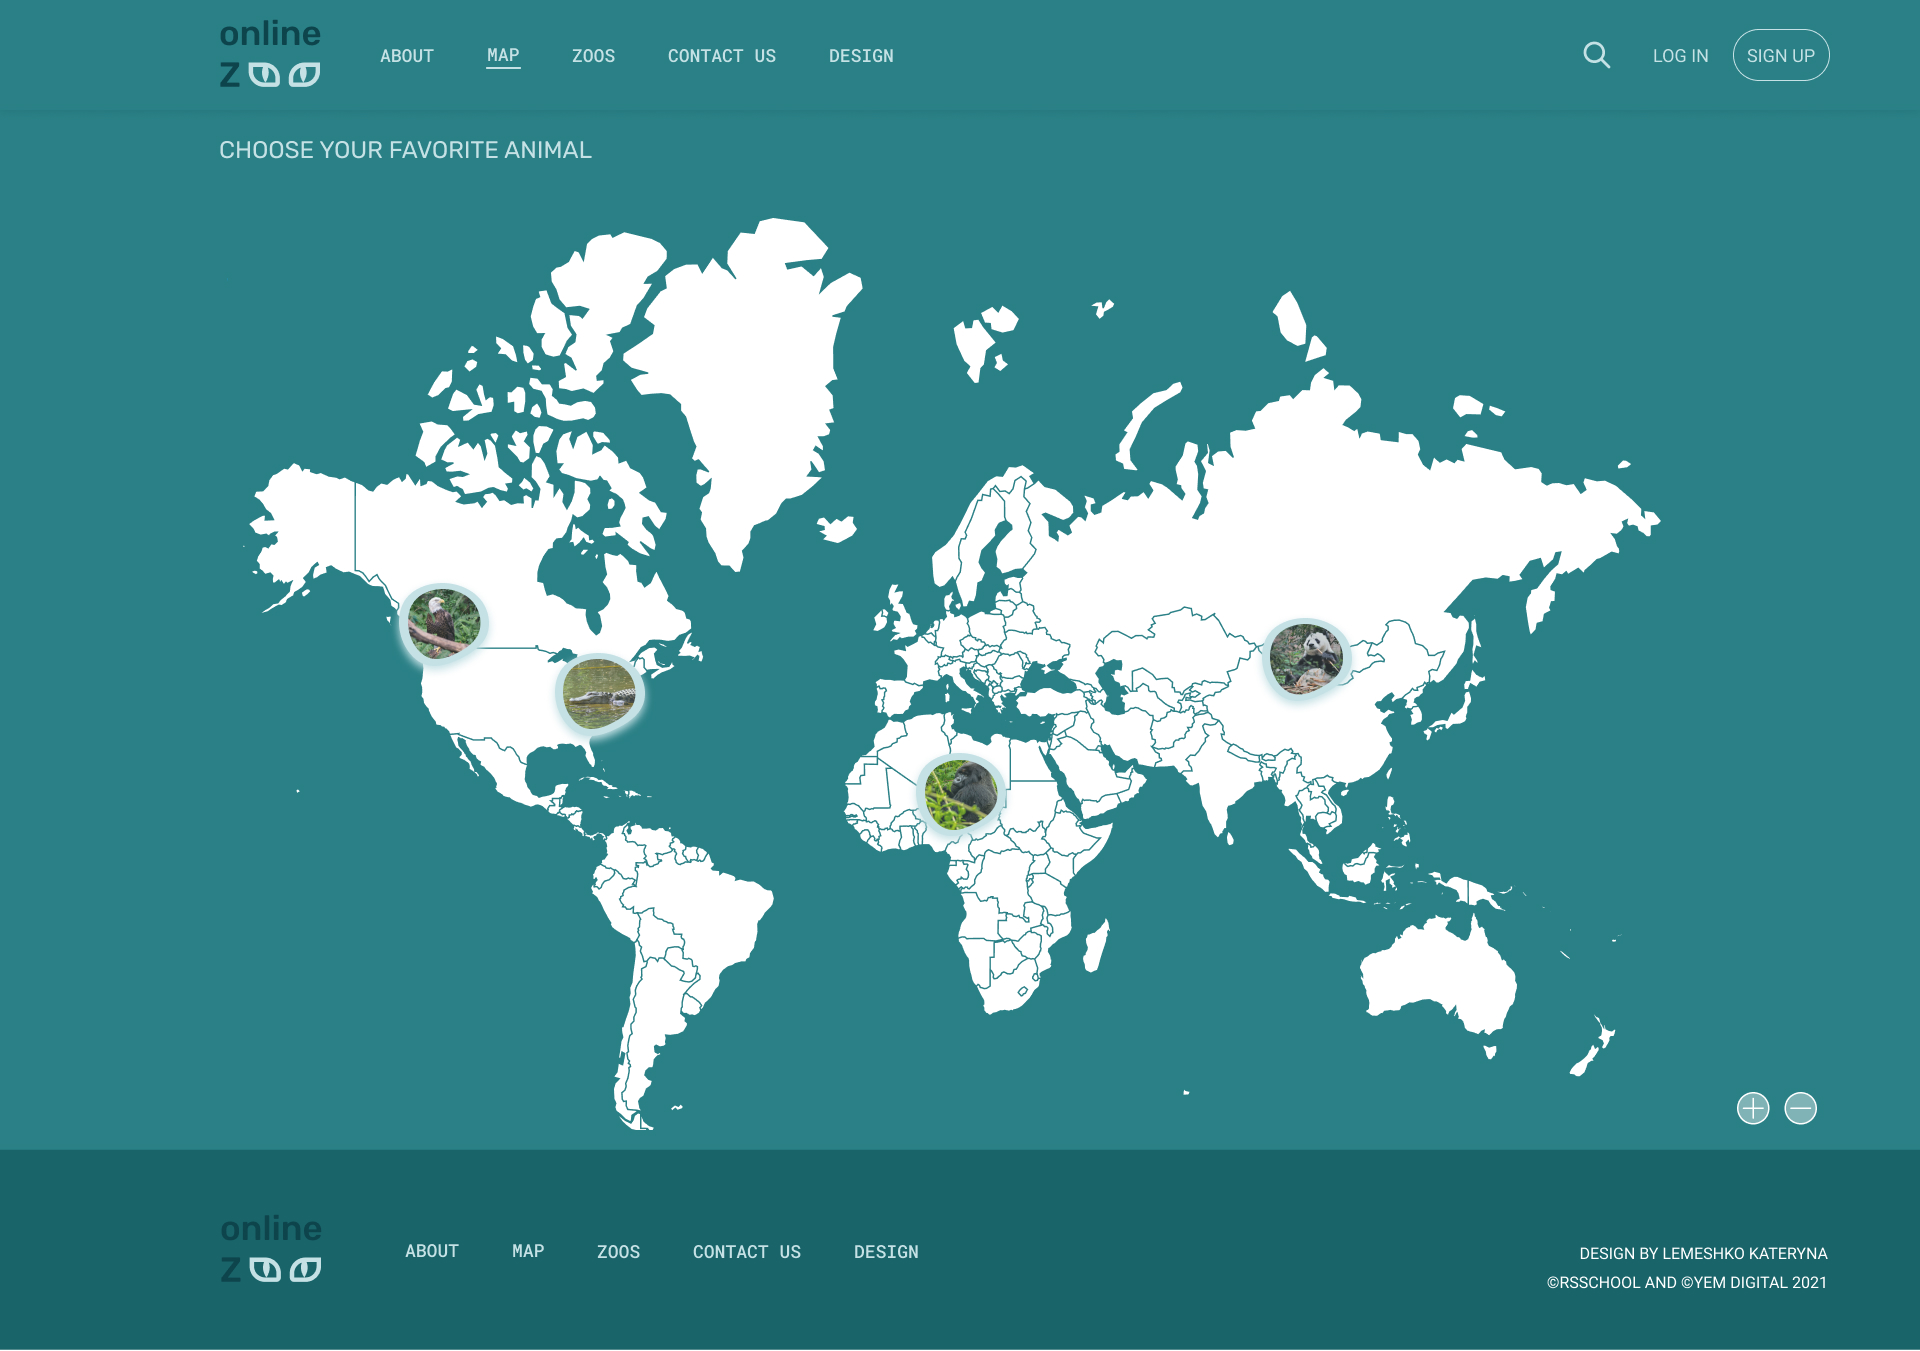 online
zoo
ABOUT
MAP
ZOOS
CONTACT US
DESIGN
LOG IN
SIGN UP
CHOOSE YOUR FAVORITE ANIMAL
online
zoo
ABOUT
MAP
ZOOS
CONTACT US
DESIGN
DESIGN BY LEMESHKO KATERYNA
©RSSCHOOL AND ©YEM DIGITAL 2021